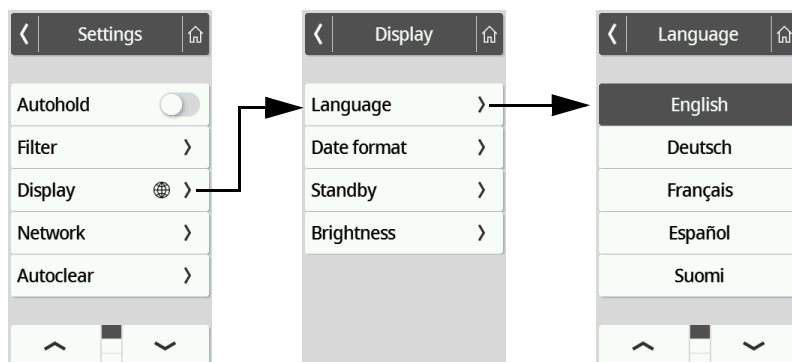 Settings
Autohold
Filter
Display
Network
Autoclear
Display
Language
Date format
Standby
Brightness
Language
English
Deutsch
Français
Español
Suomi